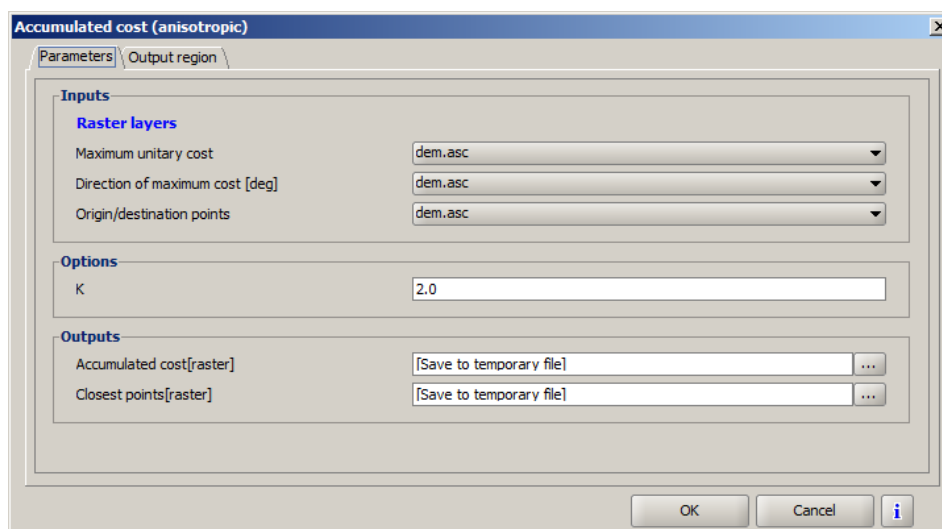 Accumulated cost (anisotropic)
Parameters Output region
Inputs
Raster layers
Maximum unitary cost dem.asc
Direction of maximum cost [deg] dem.asc
Origin/destination points dem.asc
Options
K 2.0
Outputs
Accumulated cost[raster] [Save to temporary file] ...
Closest points[raster] [Save to temporary file] ...
OK Cancel i